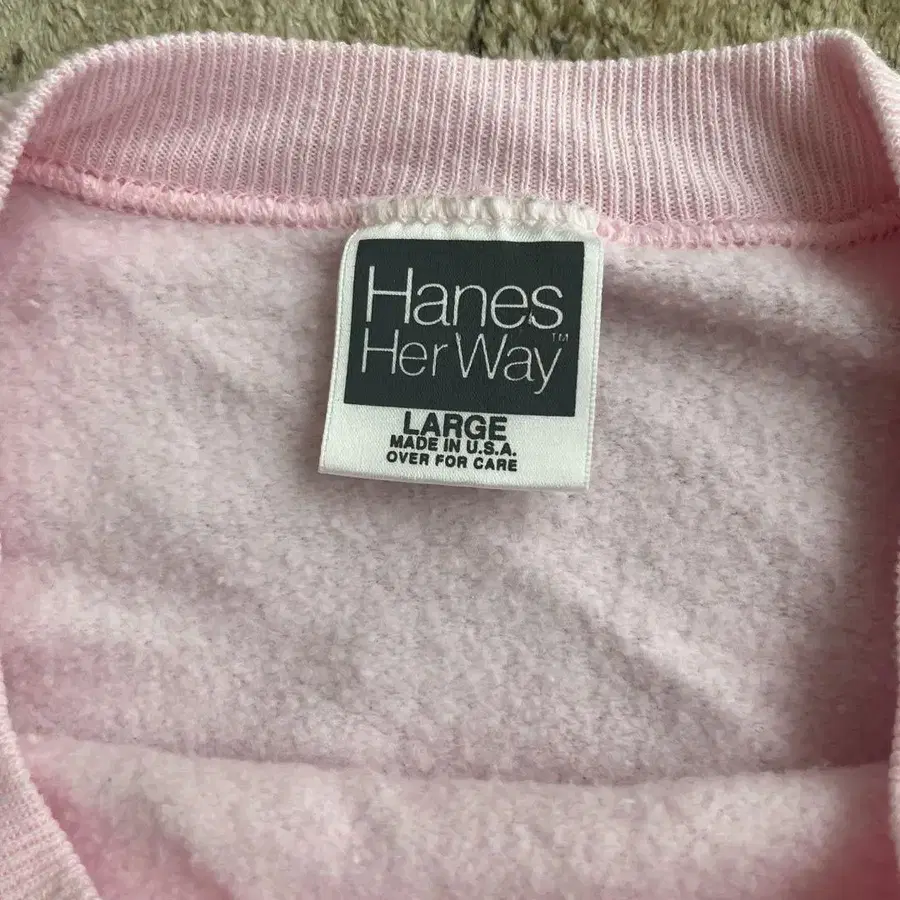 Hanes
Her Way™
LARGE
MADE IN U.S.A.
OVER FOR CARE